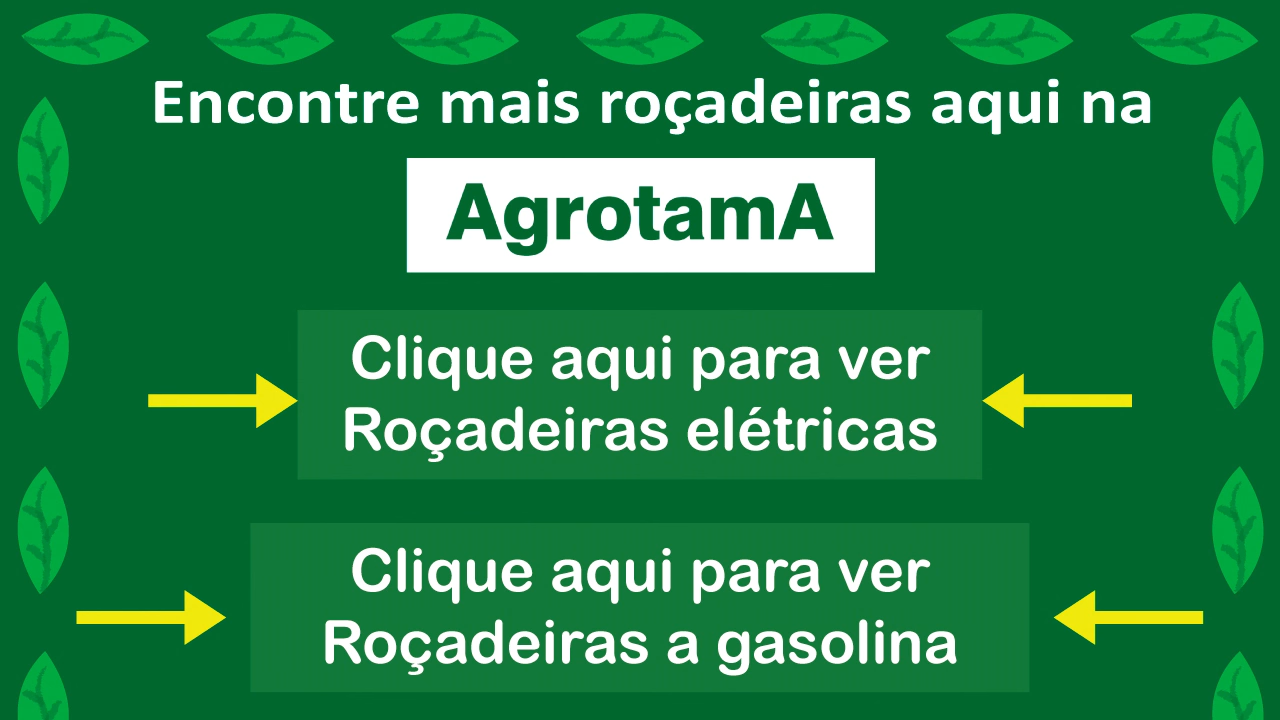 Encontre mais roçadeiras aqui na
AgrotamA
Clique aqui para ver
Roçadeiras elétricas
Clique aqui para ver
Roçadeiras a gasolina